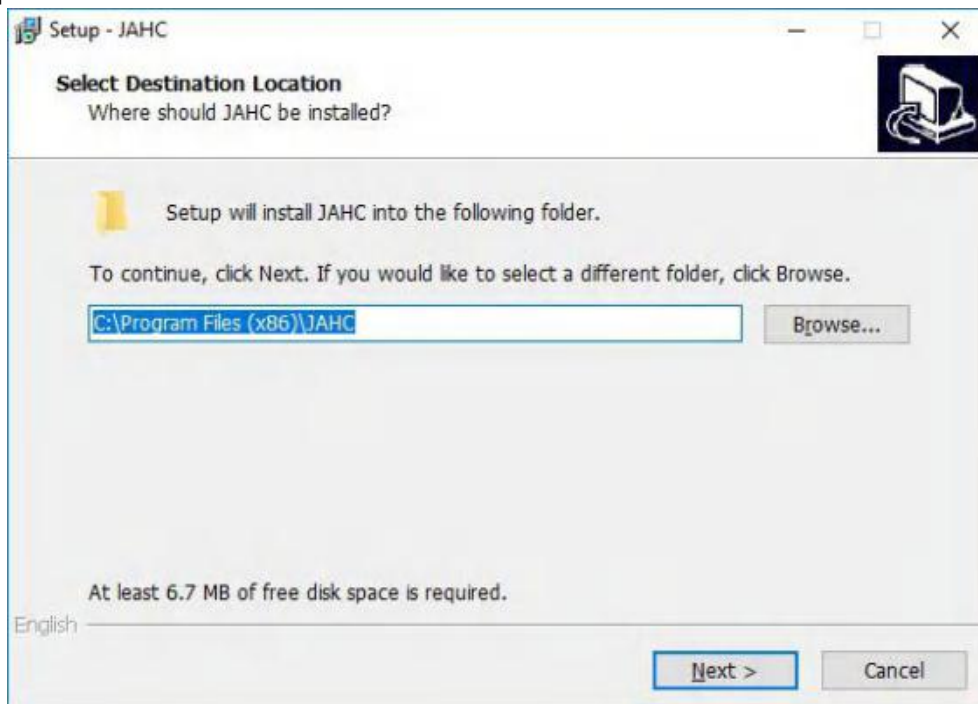 Setup - JAHC
Select Destination Location
Where should JAHC be installed?
Setup will install JAHC into the following folder.
To continue, click Next. If you would like to select a different folder, click Browse.
C:\Program Files (x86)\JAHC
Browse...
At least 6.7 MB of free disk space is required.
English
Next >
Cancel